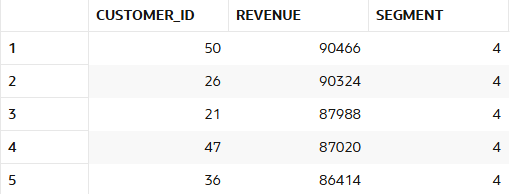 CUSTOMER_ID REVENUE SEGMENT
1 50 90466 4
2 26 90324 4
3 21 87988 4
4 47 87020 4
5 36 86414 4